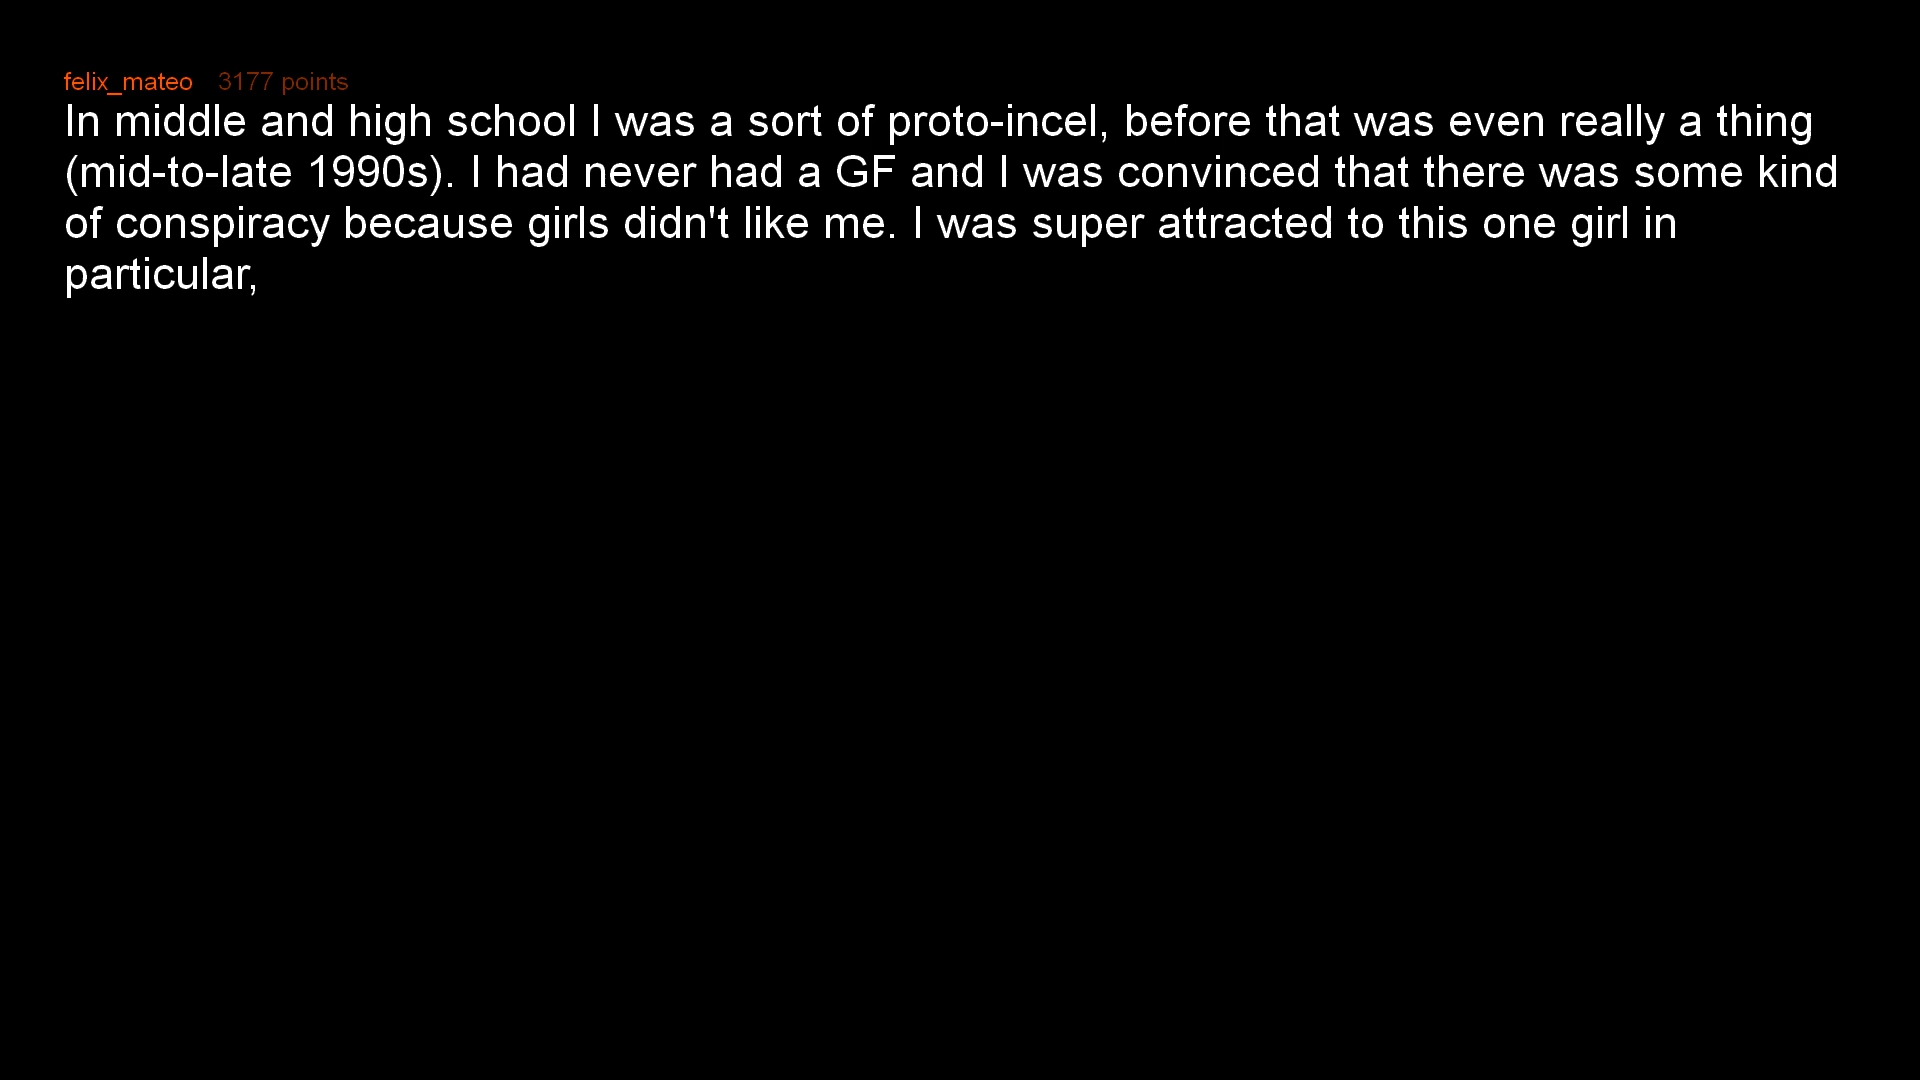 felix_mateo 3177 points
In middle and high school I was a sort of proto-incel, before that was even really a thing
(mid-to-late 1990s). I had never had a GF and I was convinced that there was some kind
of conspiracy because girls didn't like me. I was super attracted to this one girl in
particular,